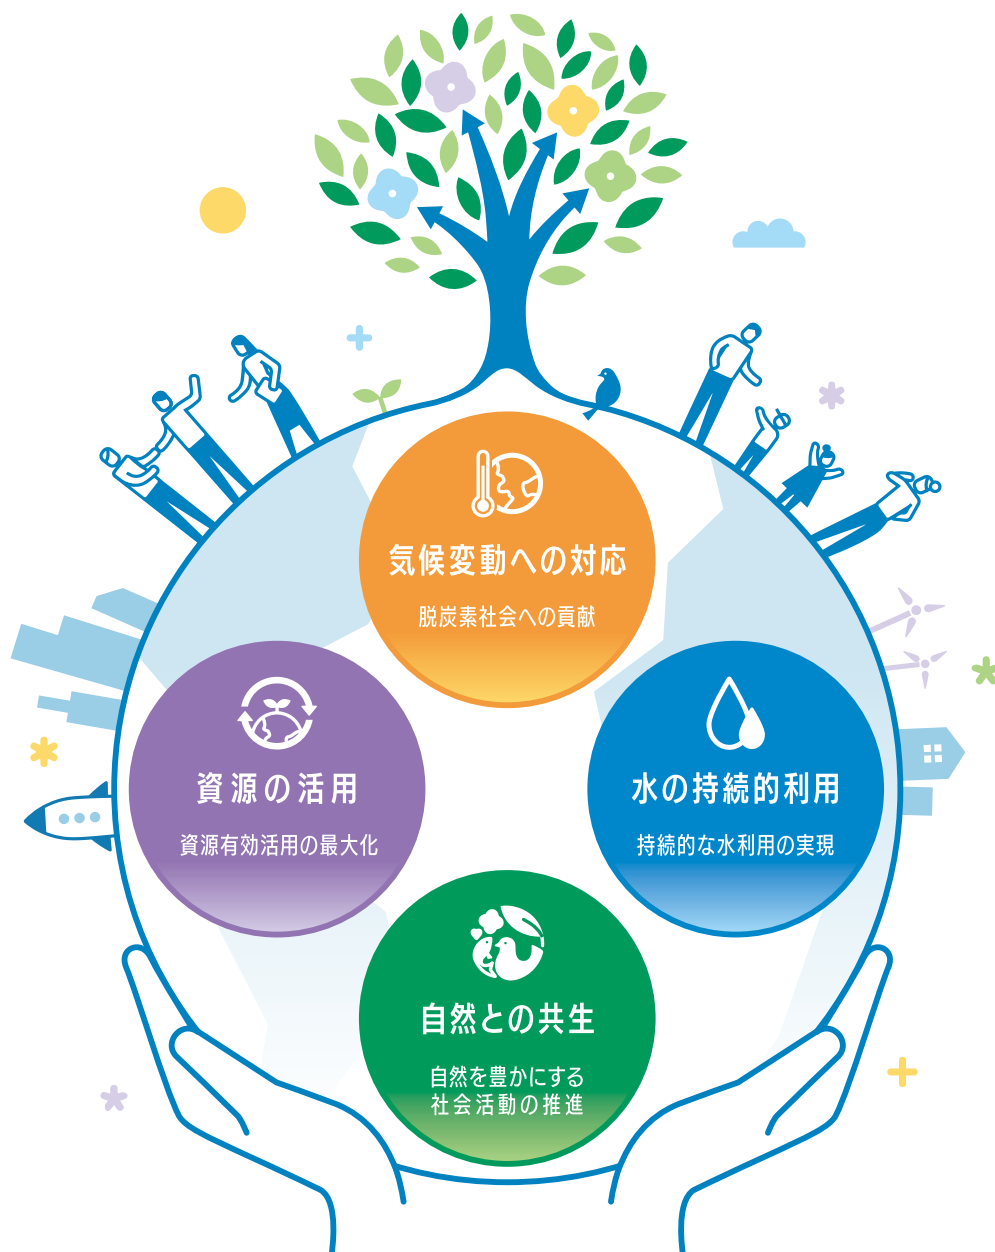 気候変動への対応
脱炭素社会への貢献
資源の活用
資源有効活用の最大化
水の持続的利用
持続的な水利用の実現
自然との共生
自然を豊かにする
社会活動の推進